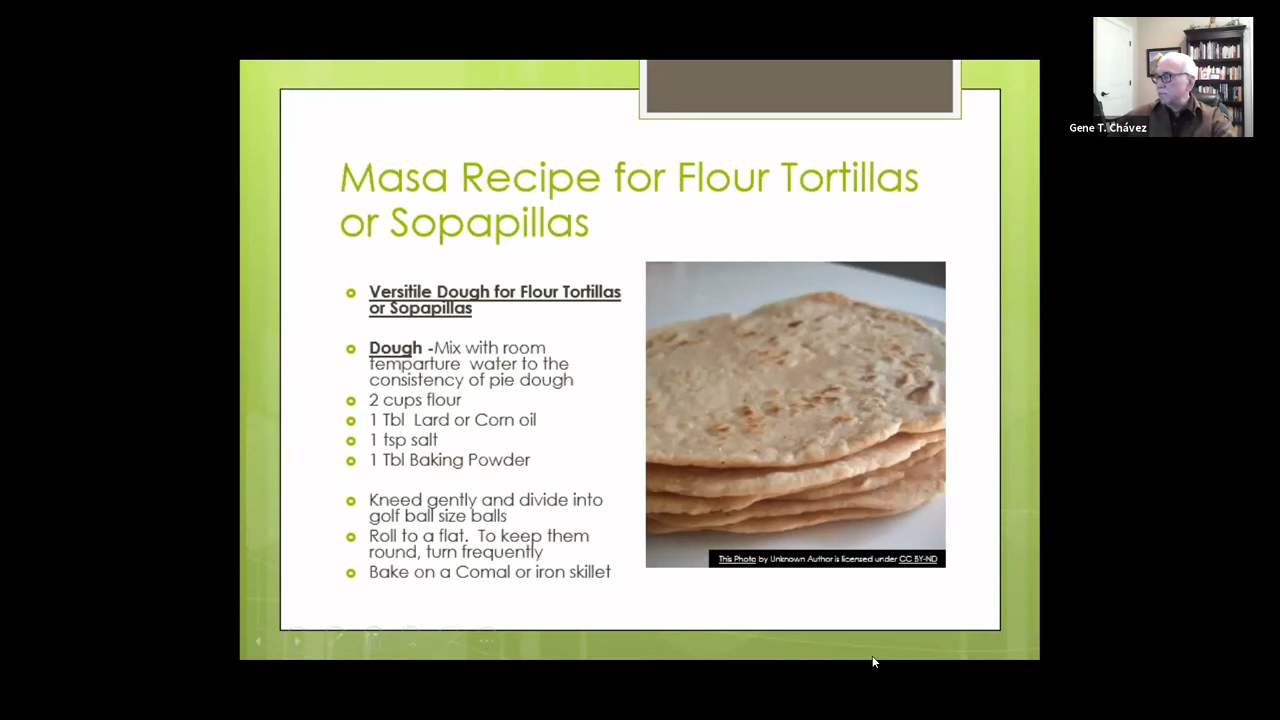 Gene T. Chávez
Masa Recipe for Flour Tortillas
or Sopapillas
Versitile Dough for Flour Tortillas
or Sopapillas
Dough -Mix with room
temparture water to the
consistency of pie dough
2 cups flour
1 Tbl Lard or Corn oil
1 tsp salt
1 Tbl Baking Powder
Kneed gently and divide into
golf ball size balls
Roll to a flat. To keep them
round, turn frequently
Bake on a Comal or iron skillet
This Photo by Unknown Author is licensed under CC BY-ND